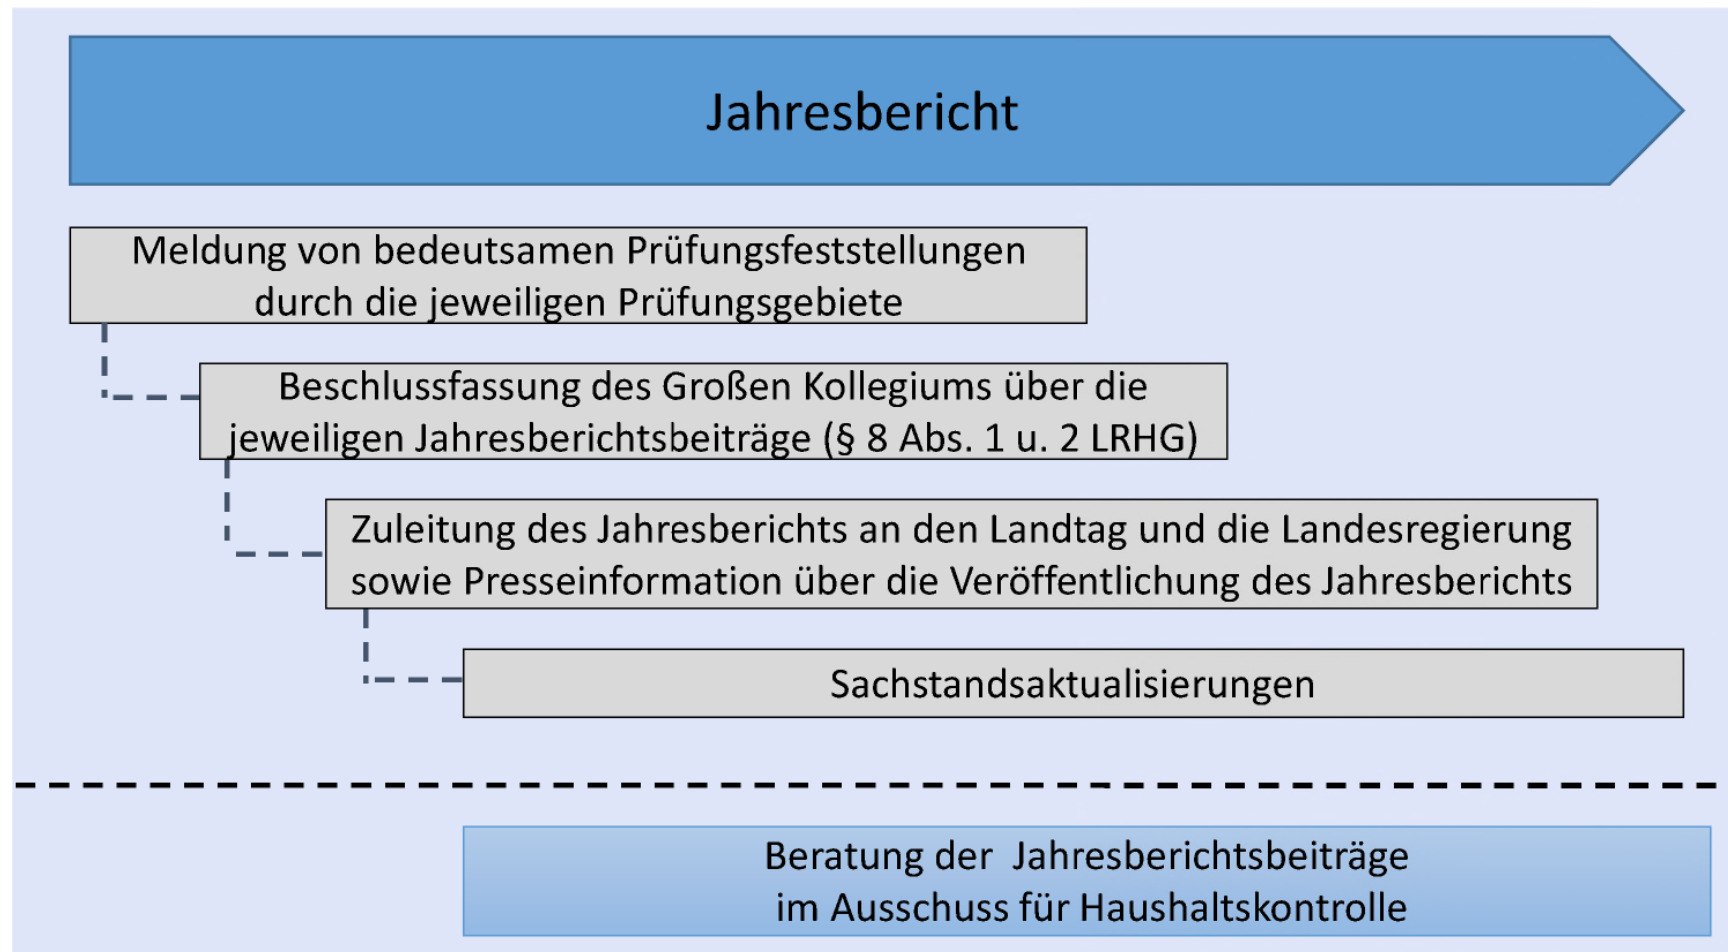 Jahresbericht
Meldung von bedeutsamen Prüfungsfeststellungen
durch die jeweiligen Prüfungsgebiete
Beschlussfassung des Großen Kollegiums über die
jeweiligen Jahresberichtsbeiträge (§ 8 Abs. 1 u. 2 LRHG)
Zuleitung des Jahresberichts an den Landtag und die Landesregierung
sowie Presseinformation über die Veröffentlichung des Jahresberichts
Sachstandsaktualisierungen
Beratung der Jahresberichtsbeiträge
im Ausschuss für Haushaltskontrolle